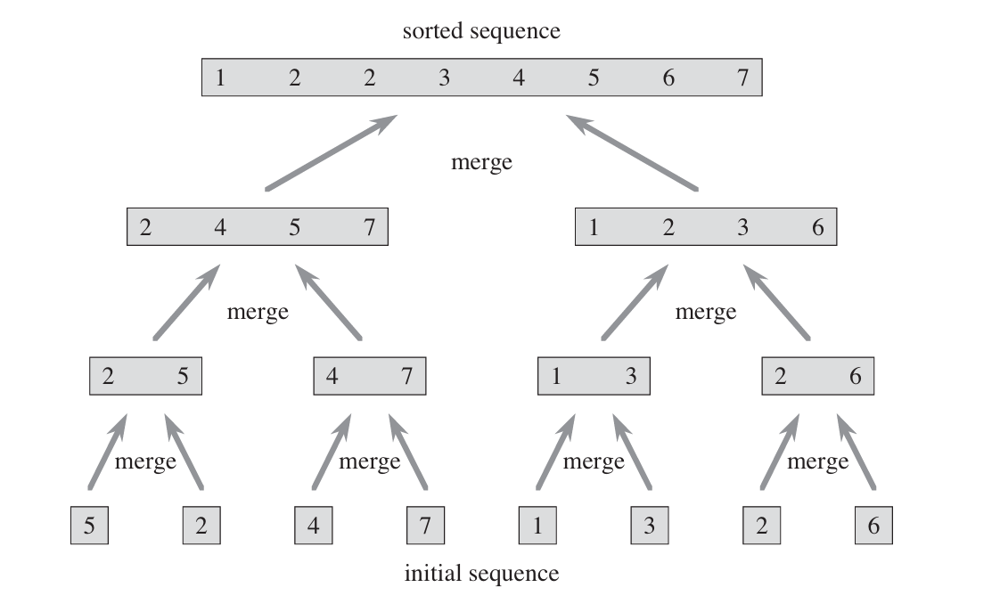 sorted sequence
1 2 2 3 4 5 6 7
merge
2 4 5 7
1 2 3 6
merge
merge
2 5
4 7
1 3
2 6
merge
merge
merge
merge
5
2
4
7
1
3
2
6
initial sequence